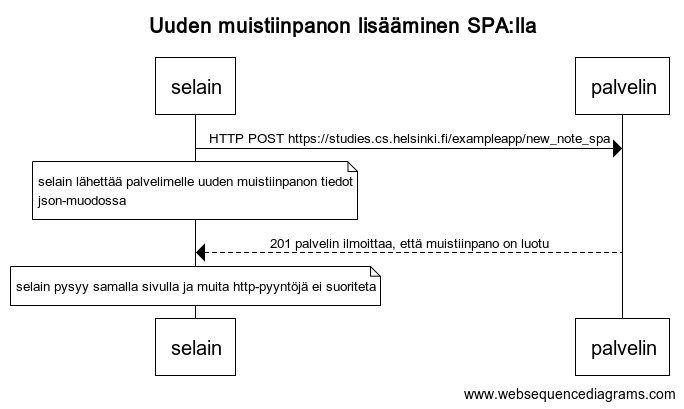 Uuden muistiinpanon lisääminen SPA:lla
selain
palvelin
HTTP POST https://studies.cs.helsinki.fi/exampleapp/new_note_spa
selain lähettää palvelimelle uuden muistiinpanon tiedot
json-muodossa
201 palvelin ilmoittaa, että muistiinpano on luotu
selain pysyy samalla sivulla ja muita http-pyyntöjä ei suoriteta
selain
palvelin
www.websequencediagrams.com